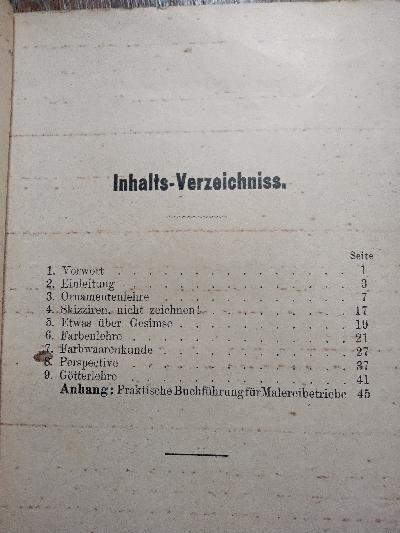 Inhalts-Verzeichniss.
Seite
1. Vorwort . . . . . . . . . . 1
2. Einleitung . . . . . . . . . . 3
3. Ornamentenlehre . . . . . . . . 7
4. Skizziren, nicht zeichnen! . . . . . . 17
5. Etwas über Gesimse . . . . . . . 19
6. Farbenlehre . . . . . . . . . 21
7. Farbwaarenkunde . . . . . . . . 27
8. Perspective . . . . . . . . . 37
9. Götterlehre . . . . . . . . . 41
Anhang: Praktische Buchführung für Malereibetriebe 45